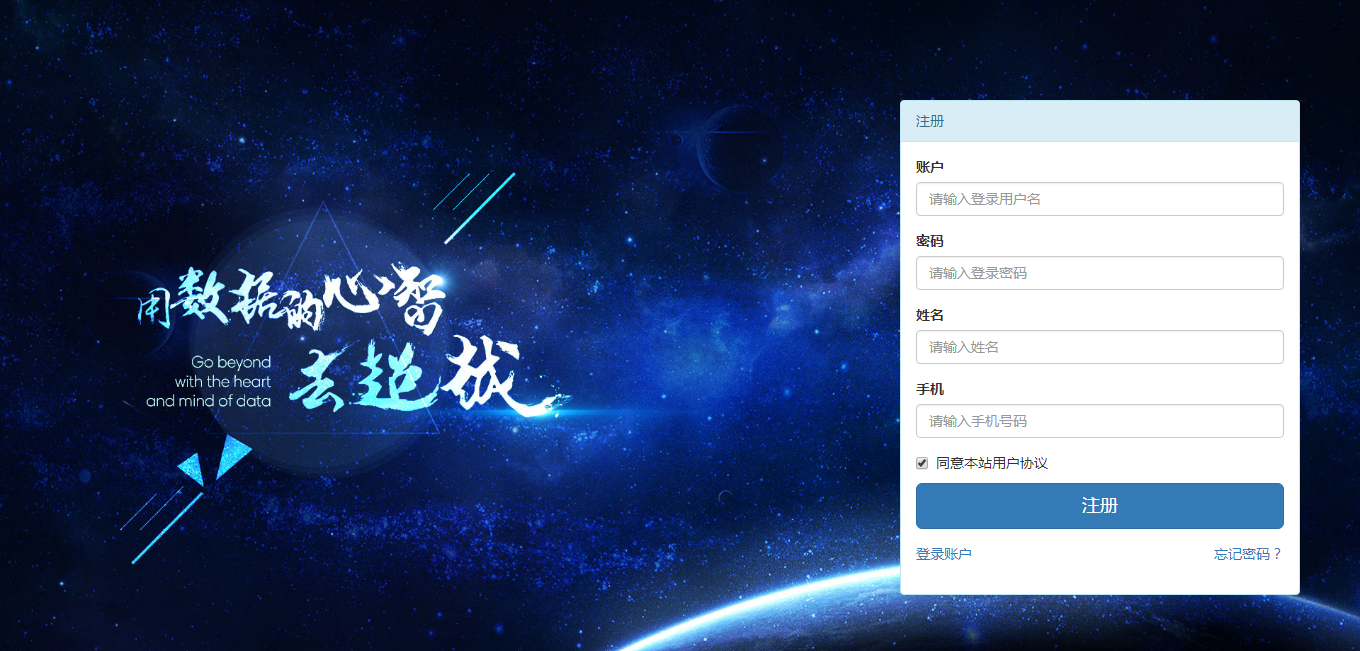 用数据的心智
去超越
Go beyond
with the heart
and mind of data
注册
账户
请输入登录用户名
密码
请输入登录密码
姓名
请输入姓名
手机
请输入手机号码
同意本站用户协议
注册
登录账户
忘记密码？